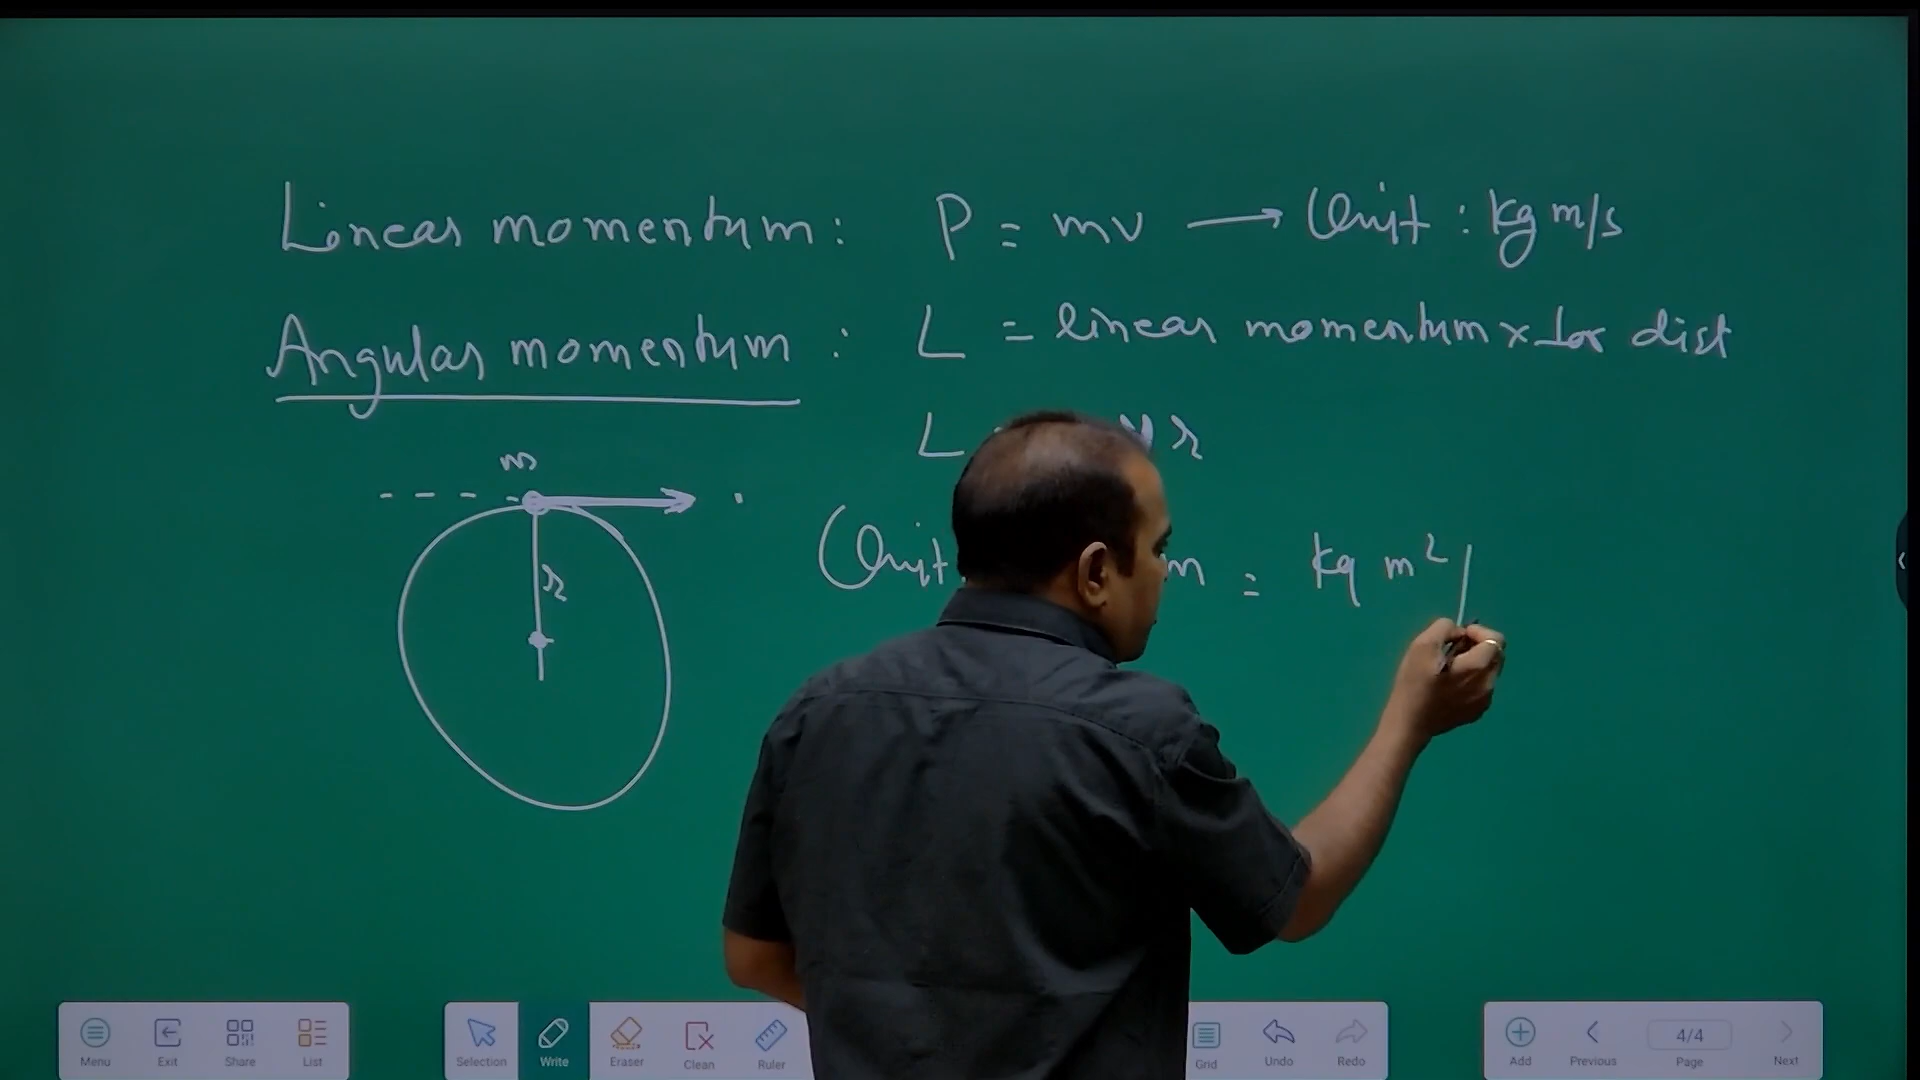 Linear momentum : P = mv → Unit : kg m/s
Angular momentum : L = linear momentum × ⊥ar dist
L v r
m
r
Unit m = kg m² /
Menu Exit Share List Selection Write Eraser Clean Ruler Grid Undo Redo Add Previous 4/4 Page Next